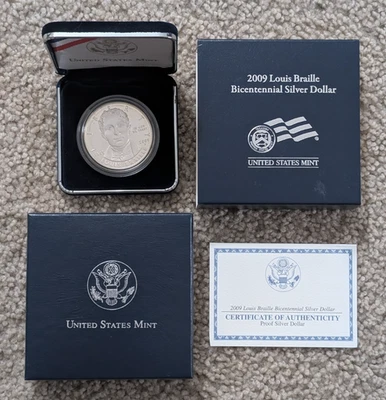 UNITED STATES MINT
2009 Louis Braille
Bicentennial Silver Dollar
UNITED STATES MINT
UNITED STATES MINT
2009 Louis Braille Bicentennial Silver Dollar
CERTIFICATE OF AUTHENTICITY
Proof Silver Dollar